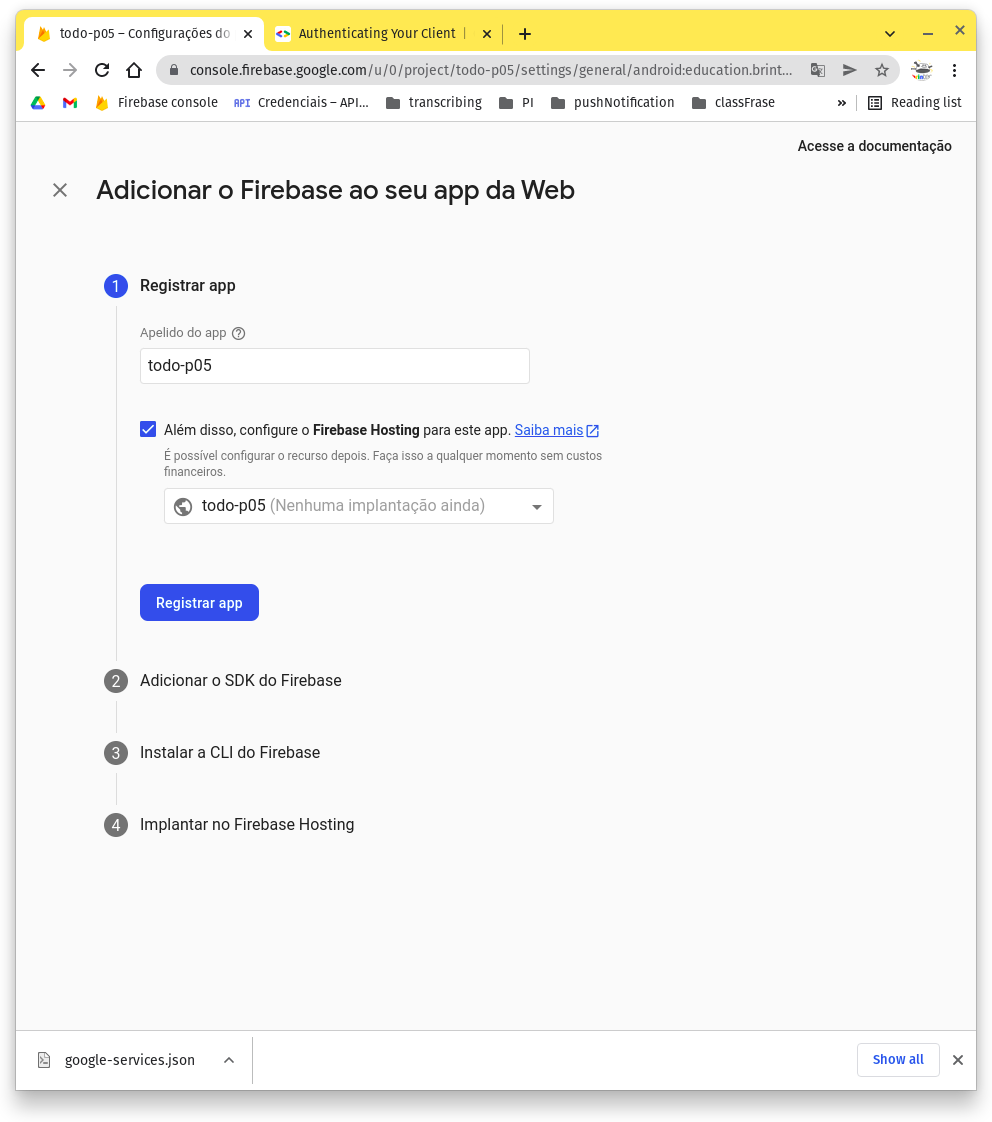 todo-p05 – Configurações do
Authenticating Your Client
console.firebase.google.com/u/0/project/todo-p05/settings/general/android:education.brint...
Firebase console
API
Credenciais – API...
transcribing
PI
pushNotification
classFrase
»
Reading list
Acesse a documentação
Adicionar o Firebase ao seu app da Web
1 Registrar app
Apelido do app ?
todo-p05
Além disso, configure o Firebase Hosting para este app. Saiba mais
É possível configurar o recurso depois. Faça isso a qualquer momento sem custos
financeiros.
todo-p05 (Nenhuma implantação ainda)
Registrar app
2 Adicionar o SDK do Firebase
3 Instalar a CLI do Firebase
4 Implantar no Firebase Hosting
google-services.json
Show all